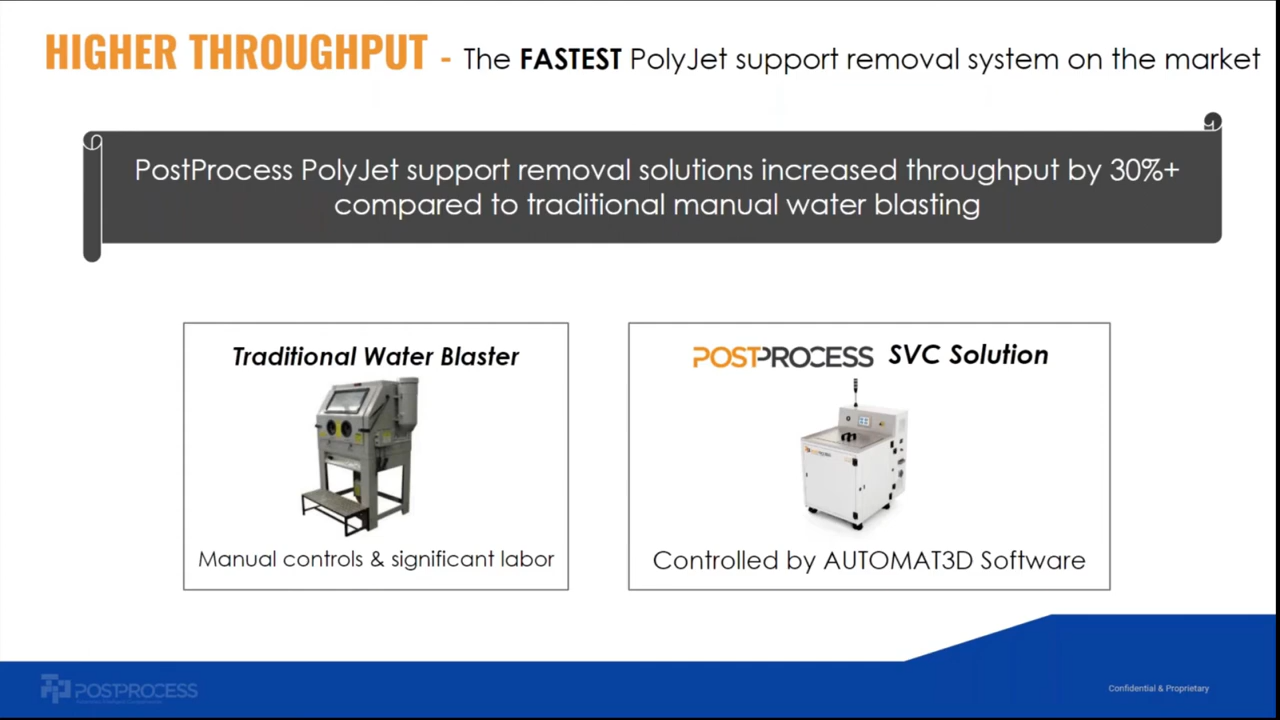 HIGHER THROUGHPUT - The FASTEST PolyJet support removal system on the market
PostProcess PolyJet support removal solutions increased throughput by 30%+
compared to traditional manual water blasting
Traditional Water Blaster
Manual controls & significant labor
POSTPROCESS SVC Solution
Controlled by AUTOMAT3D Software
POSTPROCESS
Confidential & Proprietary